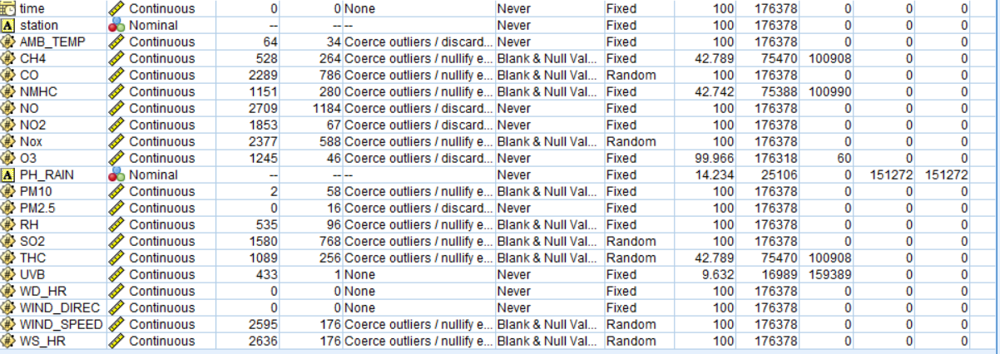 time Continuous 0 0 None Never Fixed 100 176378 0 0 0
A station Nominal -- -- -- Never Fixed 100 176378 0 0 0
# AMB_TEMP Continuous 64 34 Coerce outliers / discard... Never Fixed 100 176378 0 0 0
# CH4 Continuous 528 264 Coerce outliers / nullify e... Blank & Null Val... Fixed 42.789 75470 100908 0 0
# CO Continuous 2289 786 Coerce outliers / nullify e... Blank & Null Val... Random 100 176378 0 0 0
# NMHC Continuous 1151 280 Coerce outliers / nullify e... Blank & Null Val... Fixed 42.742 75388 100990 0 0
# NO Continuous 2709 1184 Coerce outliers / discard... Never Fixed 100 176378 0 0 0
# NO2 Continuous 1853 67 Coerce outliers / discard... Never Fixed 100 176378 0 0 0
# Nox Continuous 2377 588 Coerce outliers / nullify e... Blank & Null Val... Random 100 176378 0 0 0
# O3 Continuous 1245 46 Coerce outliers / discard... Never Fixed 99.966 176318 60 0 0
A PH_RAIN Nominal -- -- -- Never Fixed 14.234 25106 0 151272 151272
# PM10 Continuous 2 58 Coerce outliers / nullify e... Blank & Null Val... Fixed 100 176378 0 0 0
# PM2.5 Continuous 0 16 Coerce outliers / discard... Never Fixed 100 176378 0 0 0
# RH Continuous 535 96 Coerce outliers / nullify e... Blank & Null Val... Fixed 100 176378 0 0 0
# SO2 Continuous 1580 768 Coerce outliers / nullify e... Blank & Null Val... Random 100 176378 0 0 0
# THC Continuous 1089 256 Coerce outliers / nullify e... Blank & Null Val... Random 42.789 75470 100908 0 0
# UVB Continuous 433 1 None Never Fixed 9.632 16989 159389 0 0
# WD_HR Continuous 0 0 None Never Fixed 100 176378 0 0 0
# WIND_DIREC Continuous 0 0 None Never Fixed 100 176378 0 0 0
# WIND_SPEED Continuous 2595 176 Coerce outliers / nullify e... Blank & Null Val... Random 100 176378 0 0 0
# WS_HR Continuous 2636 176 Coerce outliers / nullify e... Blank & Null Val... Random 100 176378 0 0 0